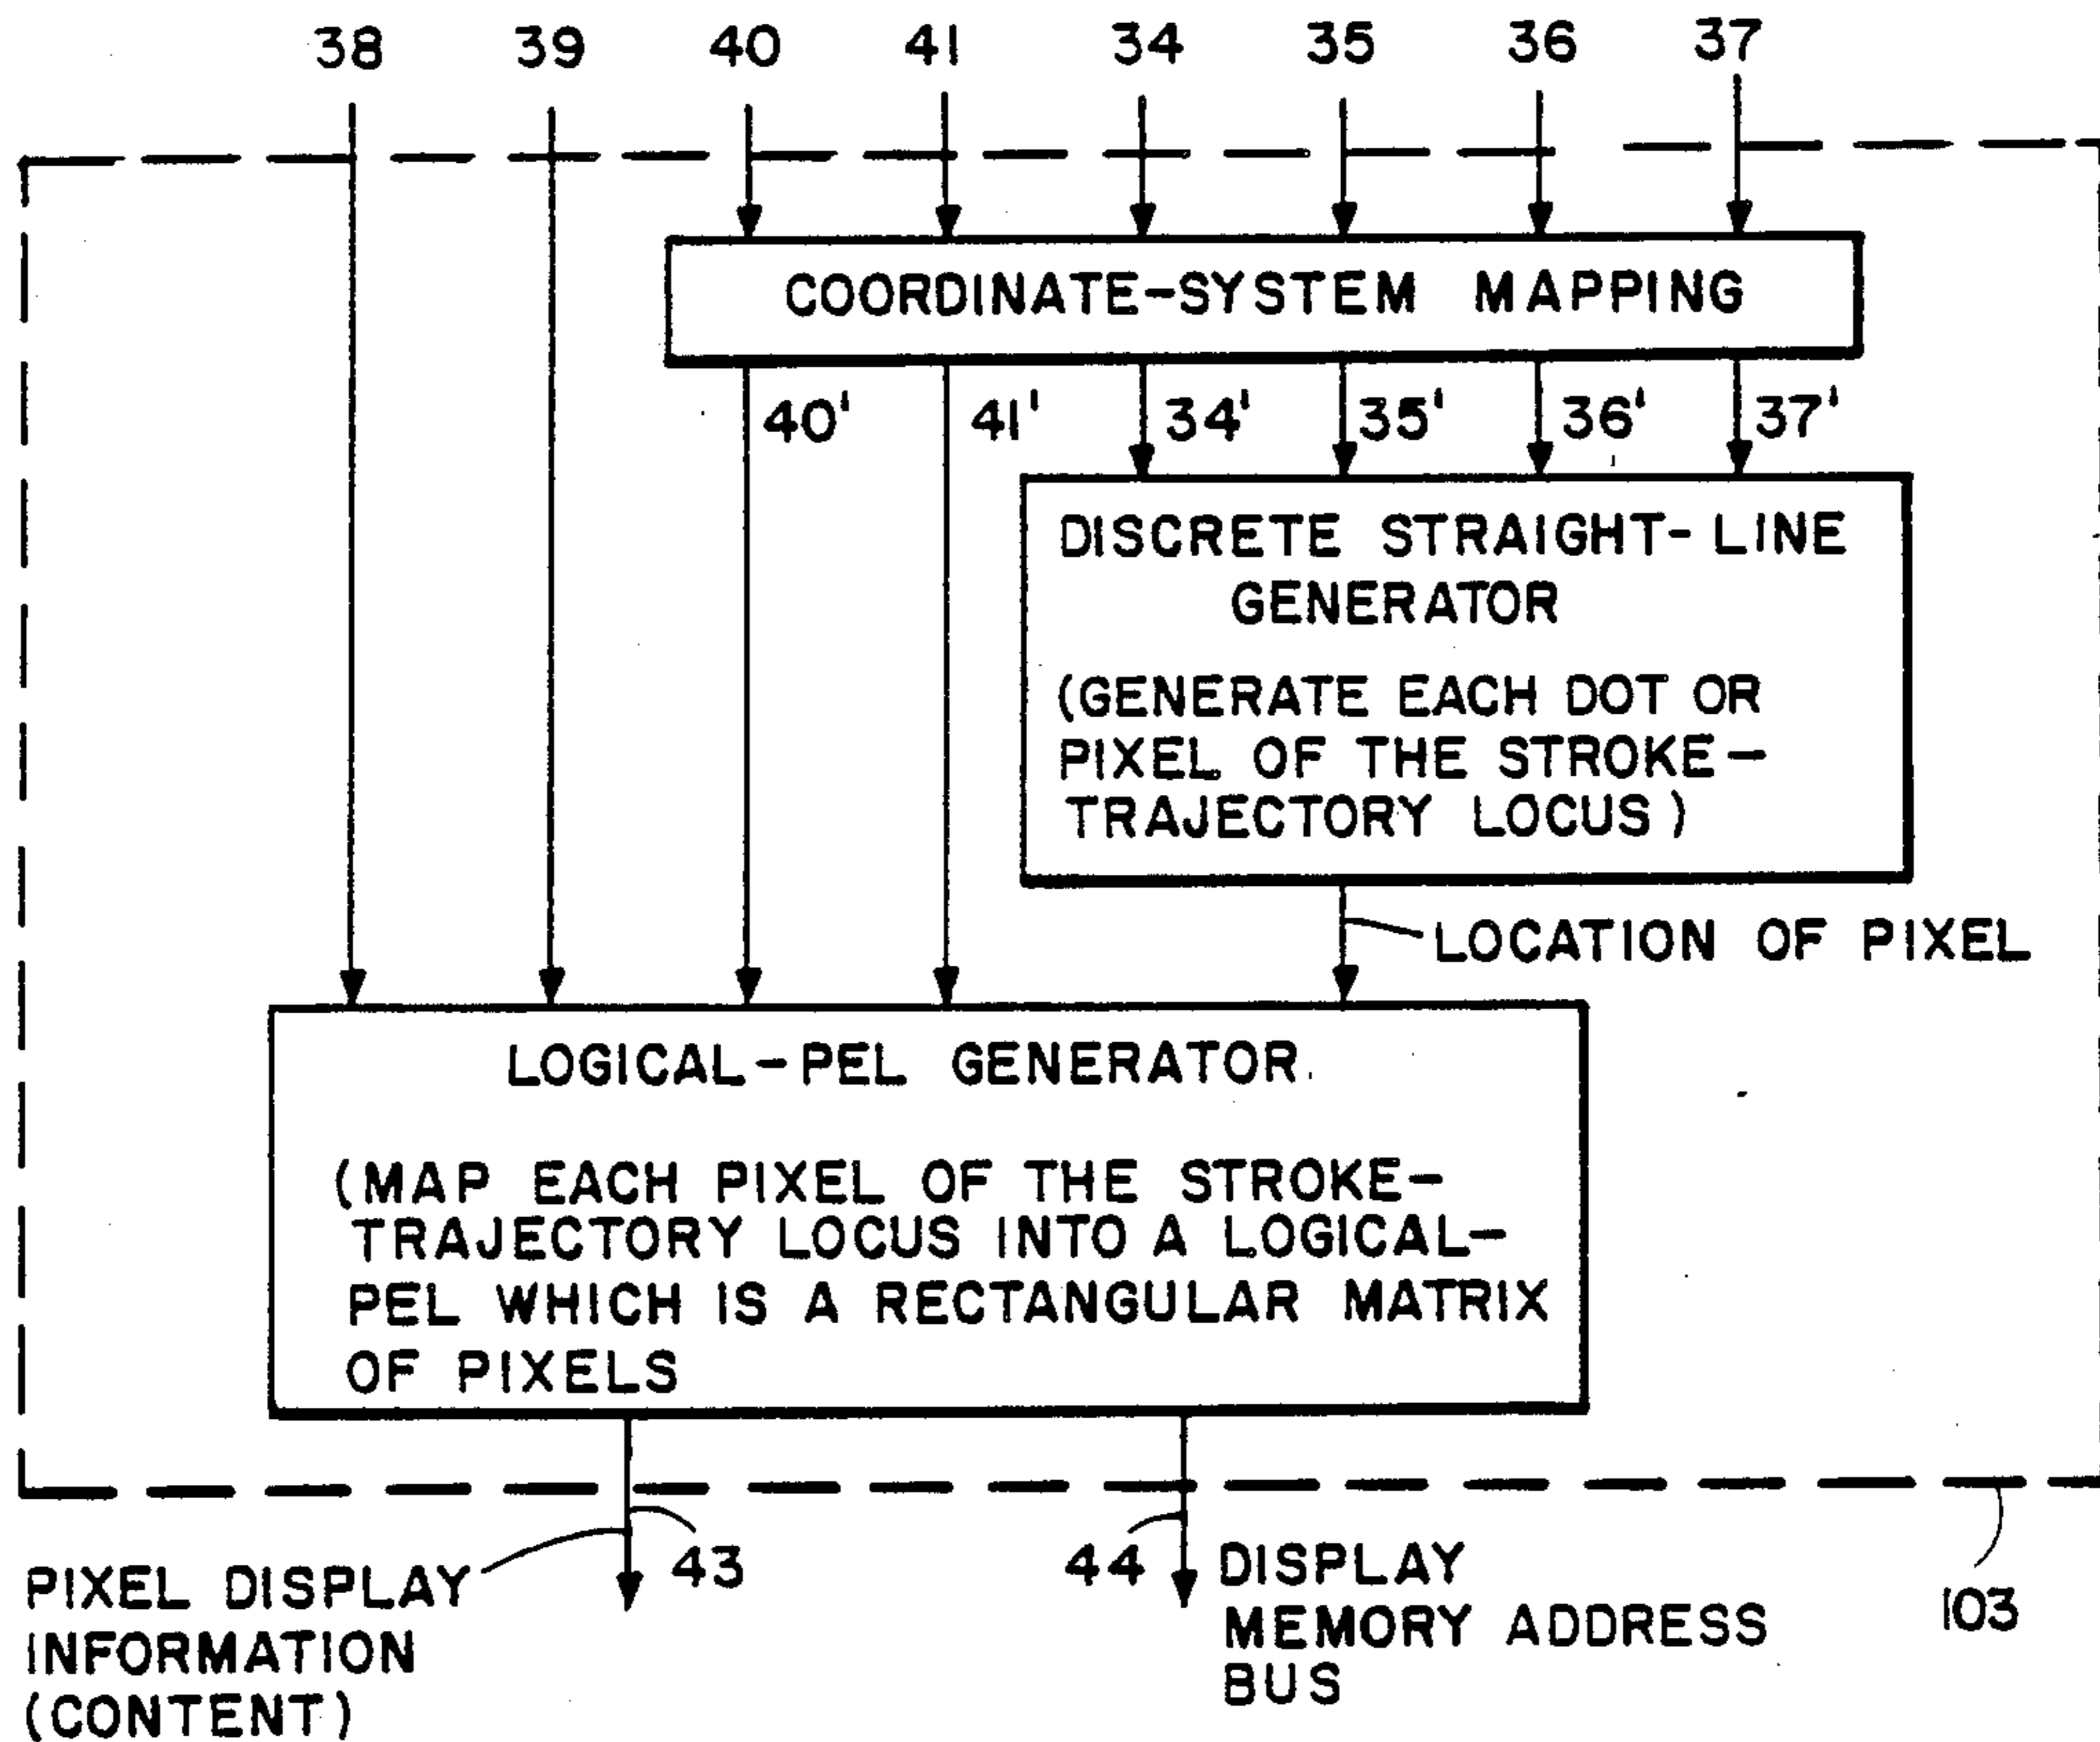 38 39 40 41 34 35 36 37
COORDINATE-SYSTEM MAPPING
40' 41' 34' 35' 36' 37'
DISCRETE STRAIGHT-LINE
GENERATOR
(GENERATE EACH DOT OR
PIXEL OF THE STROKE-
TRAJECTORY LOCUS)
LOCATION OF PIXEL
LOGICAL-PEL GENERATOR
(MAP EACH PIXEL OF THE STROKE-
TRAJECTORY LOCUS INTO A LOGICAL-
PEL WHICH IS A RECTANGULAR MATRIX
OF PIXELS
PIXEL DISPLAY
INFORMATION
(CONTENT)
43
44
DISPLAY
MEMORY ADDRESS
BUS
103